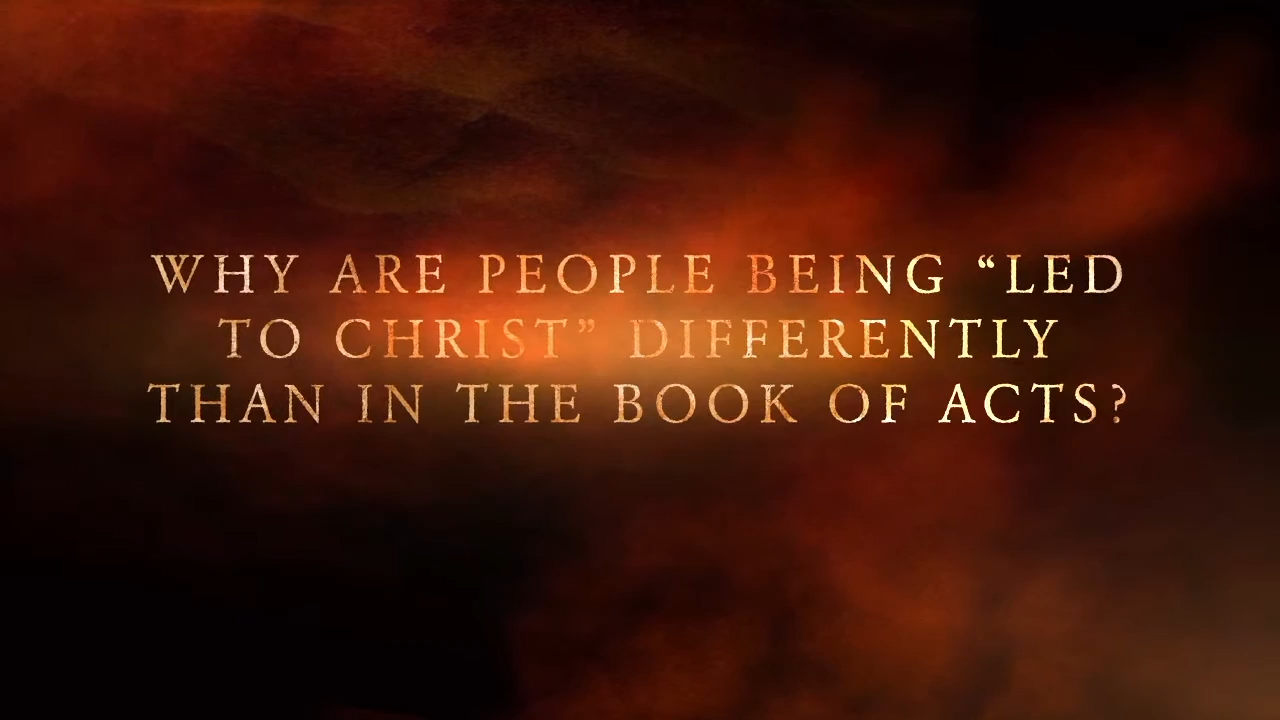 WHY ARE PEOPLE BEING “LED
TO CHRIST” DIFFERENTLY
THAN IN THE BOOK OF ACTS?